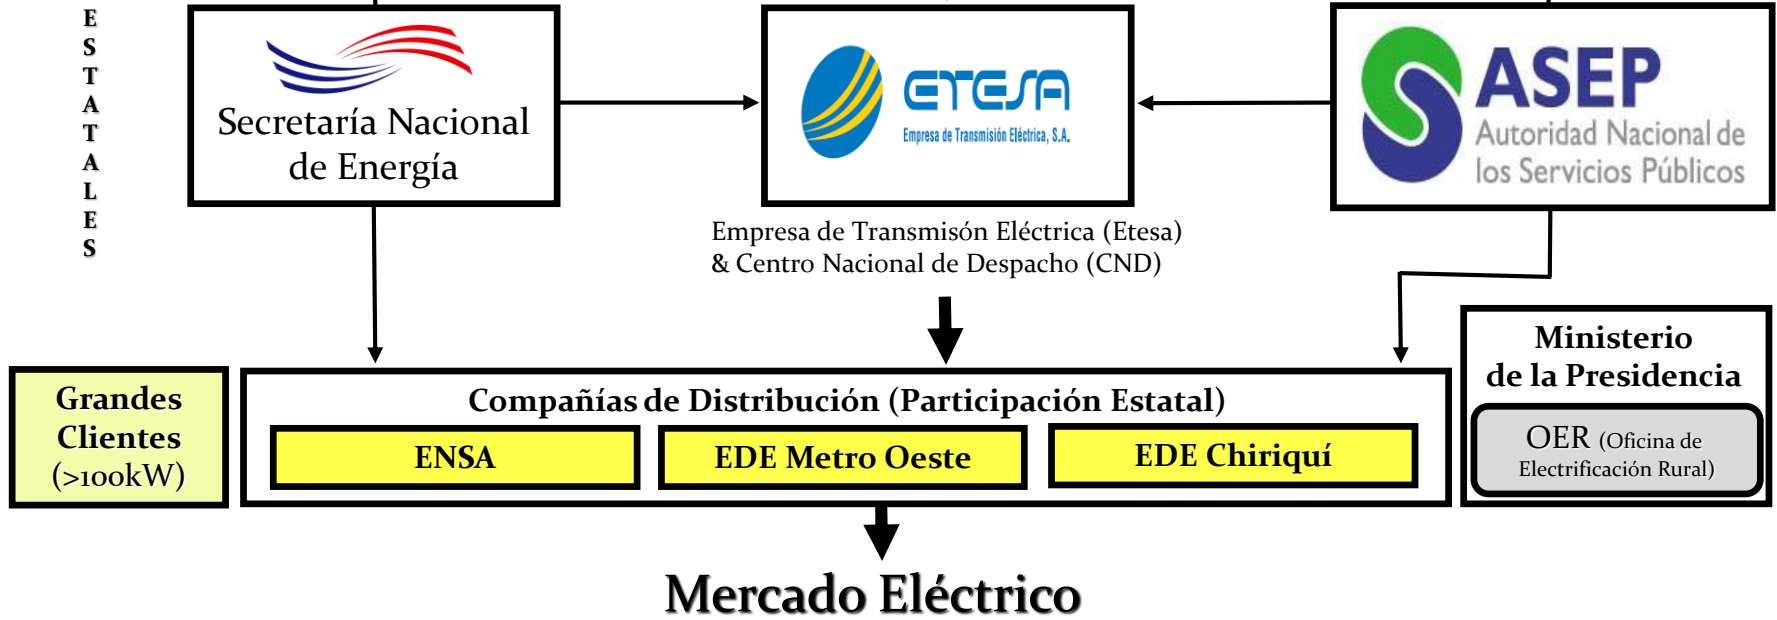 ESTATALES
Secretaría Nacional
de Energía
ETESA
Empresa de Transmisión Eléctrica, S.A.
ASEP
Autoridad Nacional de
los Servicios Públicos
Empresa de Transmisón Eléctrica (Etesa)
& Centro Nacional de Despacho (CND)
Grandes
Clientes
(>100kW)
Compañías de Distribución (Participación Estatal)
ENSA
EDE Metro Oeste
EDE Chiriquí
Ministerio
de la Presidencia
OER (Oficina de
Electrificación Rural)
Mercado Eléctrico